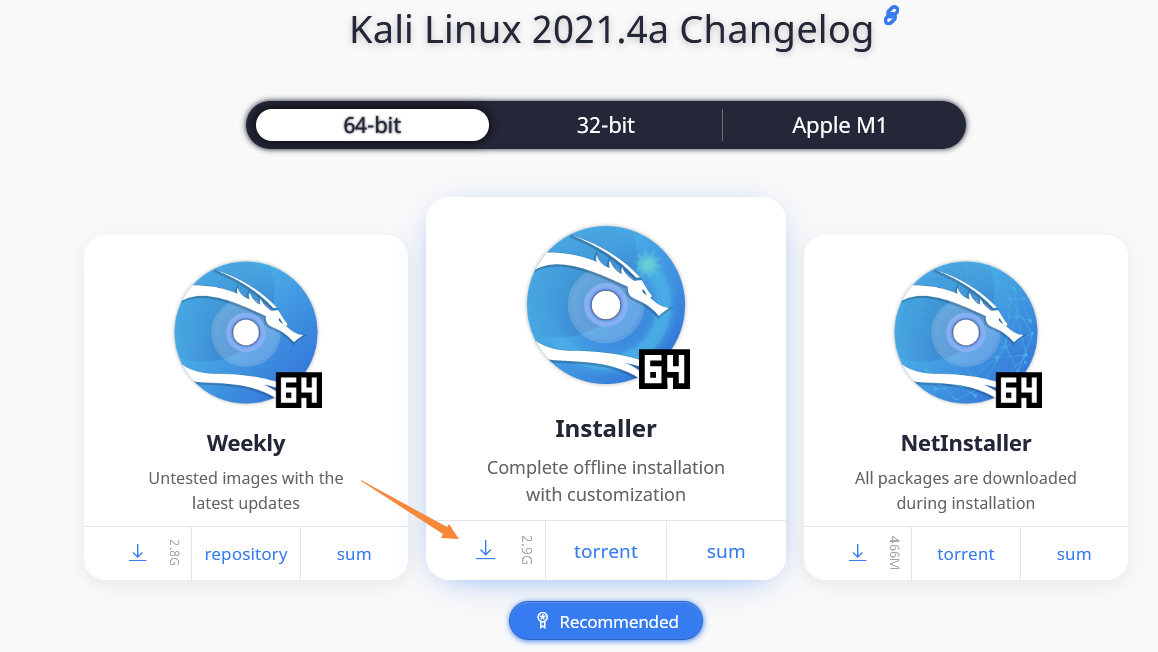 Kali Linux 2021.4a Changelog
64-bit
32-bit
Apple M1
64
Weekly
Untested images with the
latest updates
2.8G
repository
sum
64
Installer
Complete offline installation
with customization
2.9G
torrent
sum
Recommended
64
NetInstaller
All packages are downloaded
during installation
466M
torrent
sum